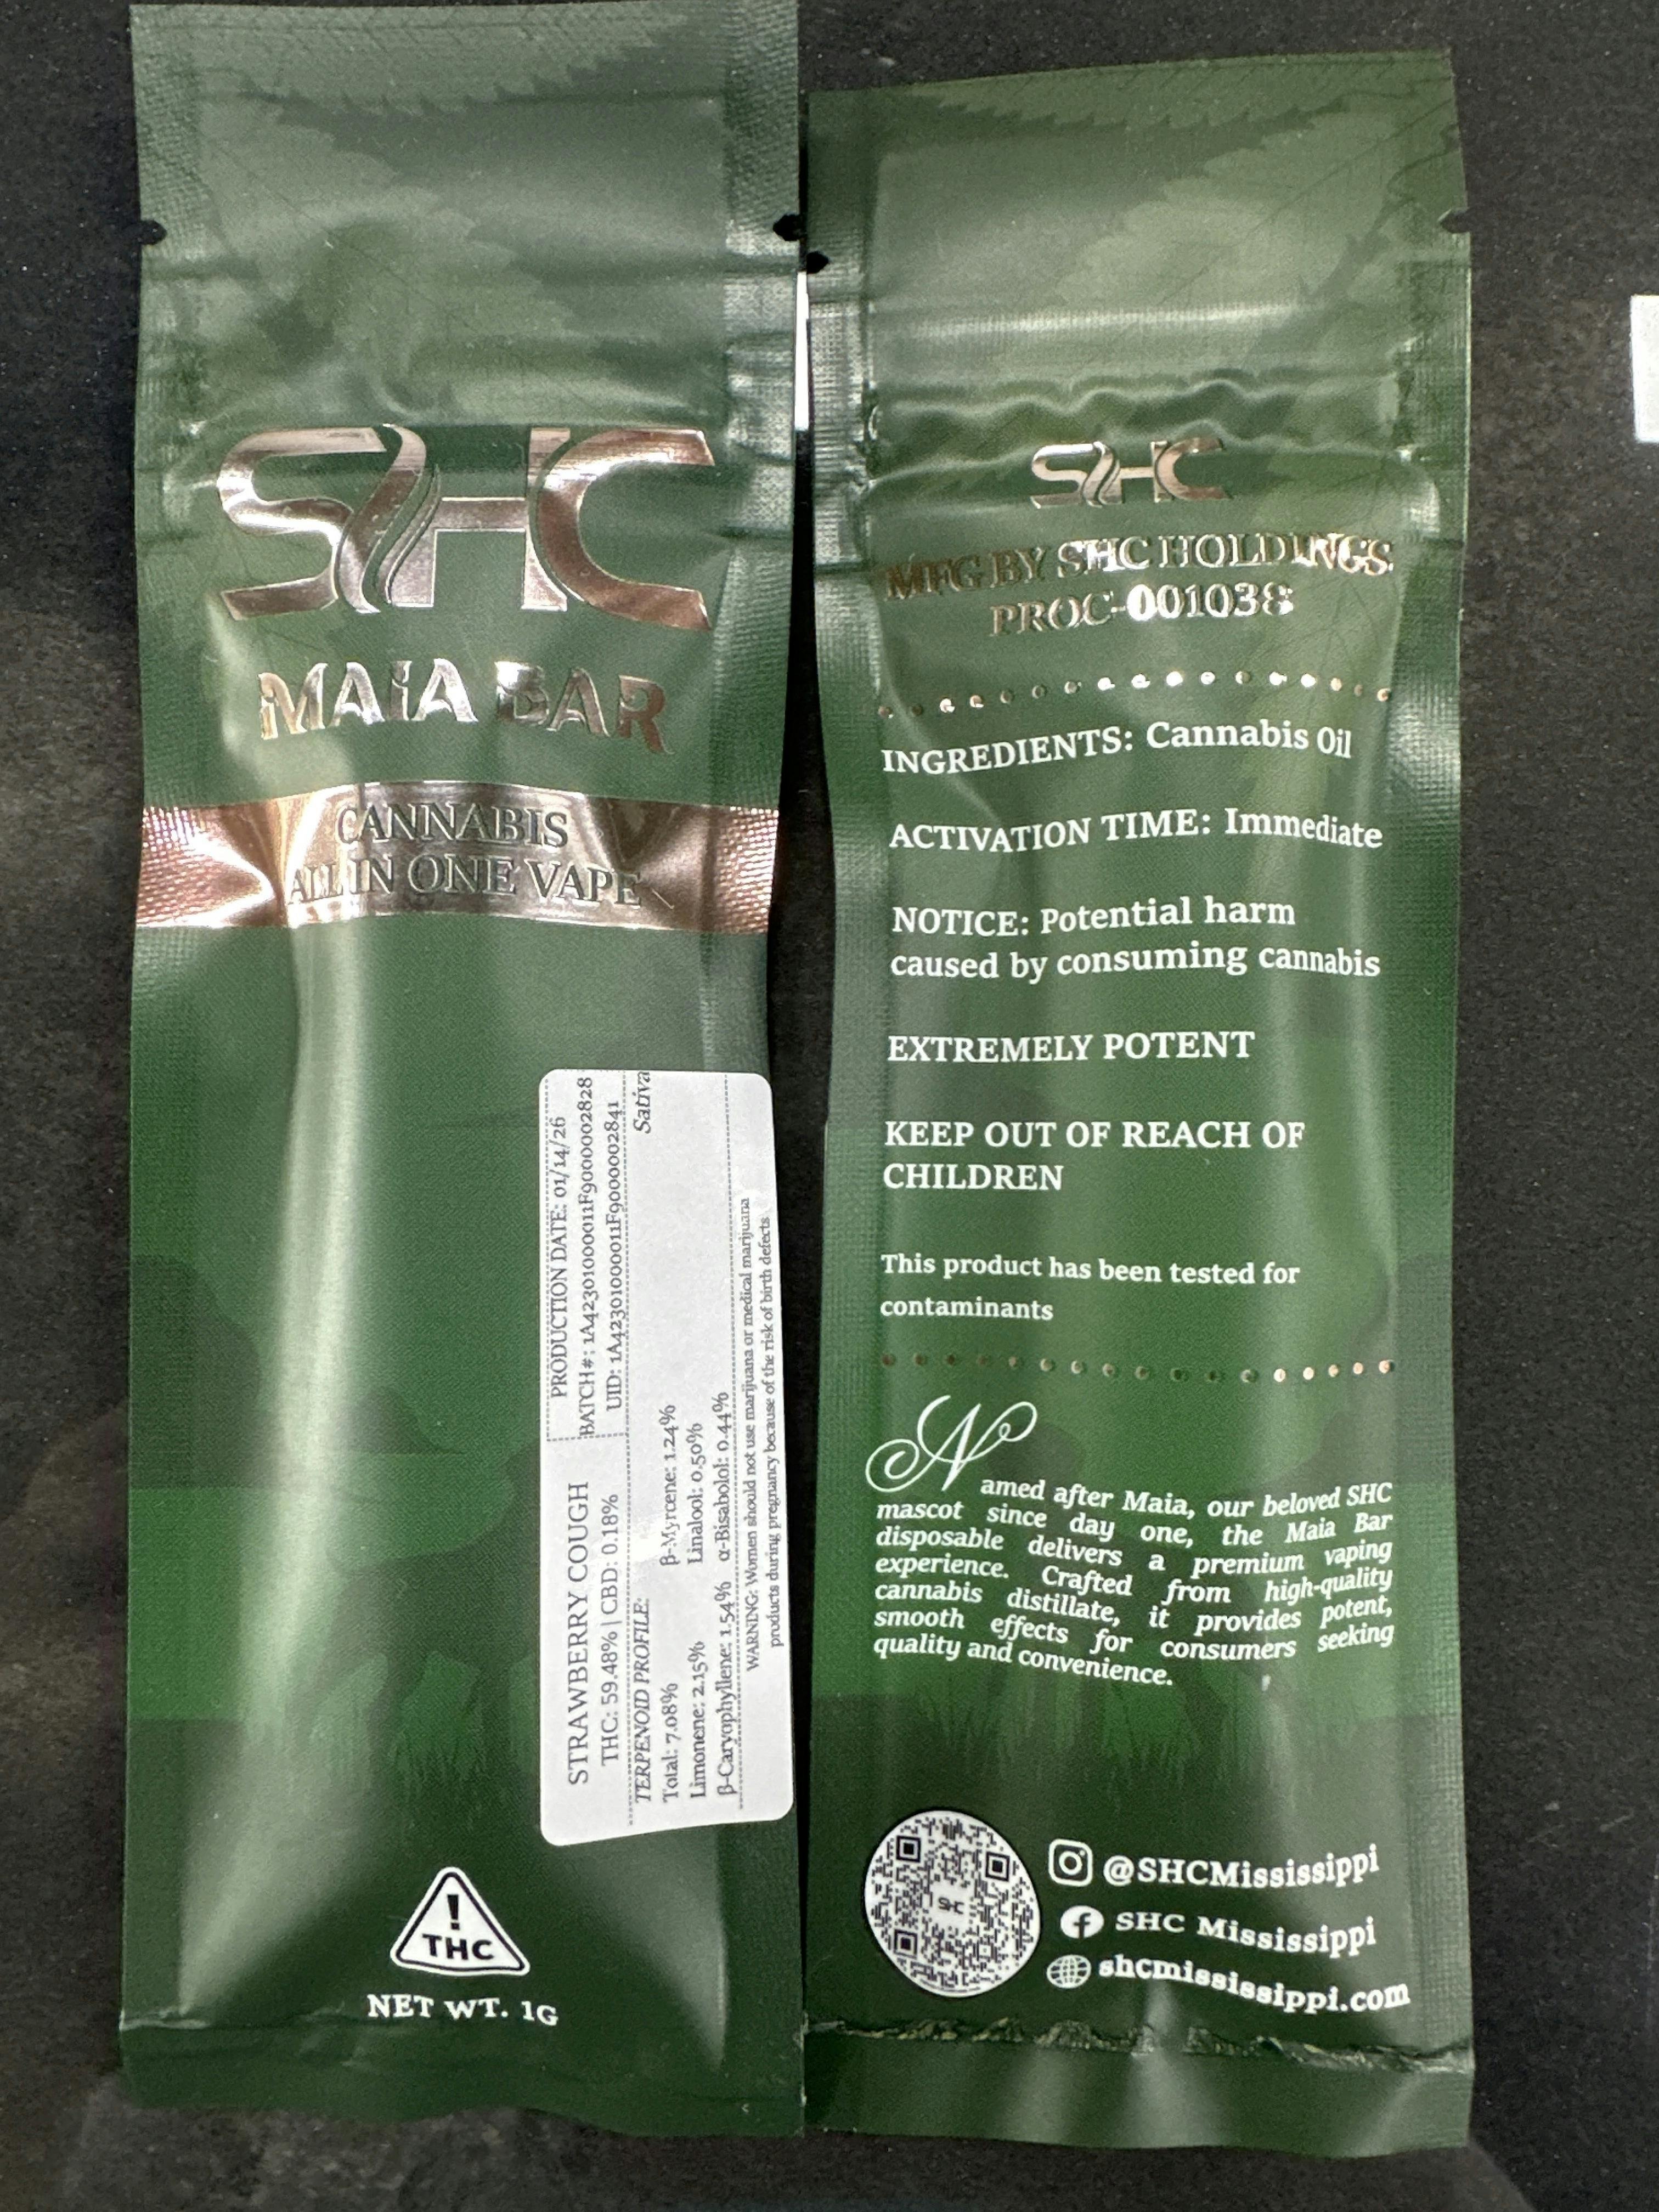 SHC
MAIA BAR
CANNABIS
ALL IN ONE VAPE
STRAWBERRY COUGH
THC: 59.48% | CBD: 0.18%
PRODUCTION DATE: 01/14/26
BATCH#: 1A42301000011F9000002828
UID: 1A42301000011F9000002841
TERPENOID PROFILE:
Sativa
Total: 7.08%
β-Myrcene: 1.24%
Limonene: 2.15%
Linalool: 0.50%
β-Caryophyllene: 1.54%
α-Bisabolol: 0.44%
WARNING: Women should not use marijuana or medical marijuana
products during pregnancy because of the risk of birth defects
!
THC
NET WT. 1G
SHC
MFG BY SHC HOLDINGS
PROC-001038
INGREDIENTS: Cannabis Oil
ACTIVATION TIME: Immediate
NOTICE: Potential harm
caused by consuming cannabis
EXTREMELY POTENT
KEEP OUT OF REACH OF
CHILDREN
This product has been tested for
contaminants
Named after Maia, our beloved SHC
mascot since day one, the Maia Bar
disposable delivers a premium vaping
experience. Crafted from high-quality
cannabis distillate, it provides potent,
smooth effects for consumers seeking
quality and convenience.
SHC
@SHCMississippi
SHC Mississippi
shcmississippi.com